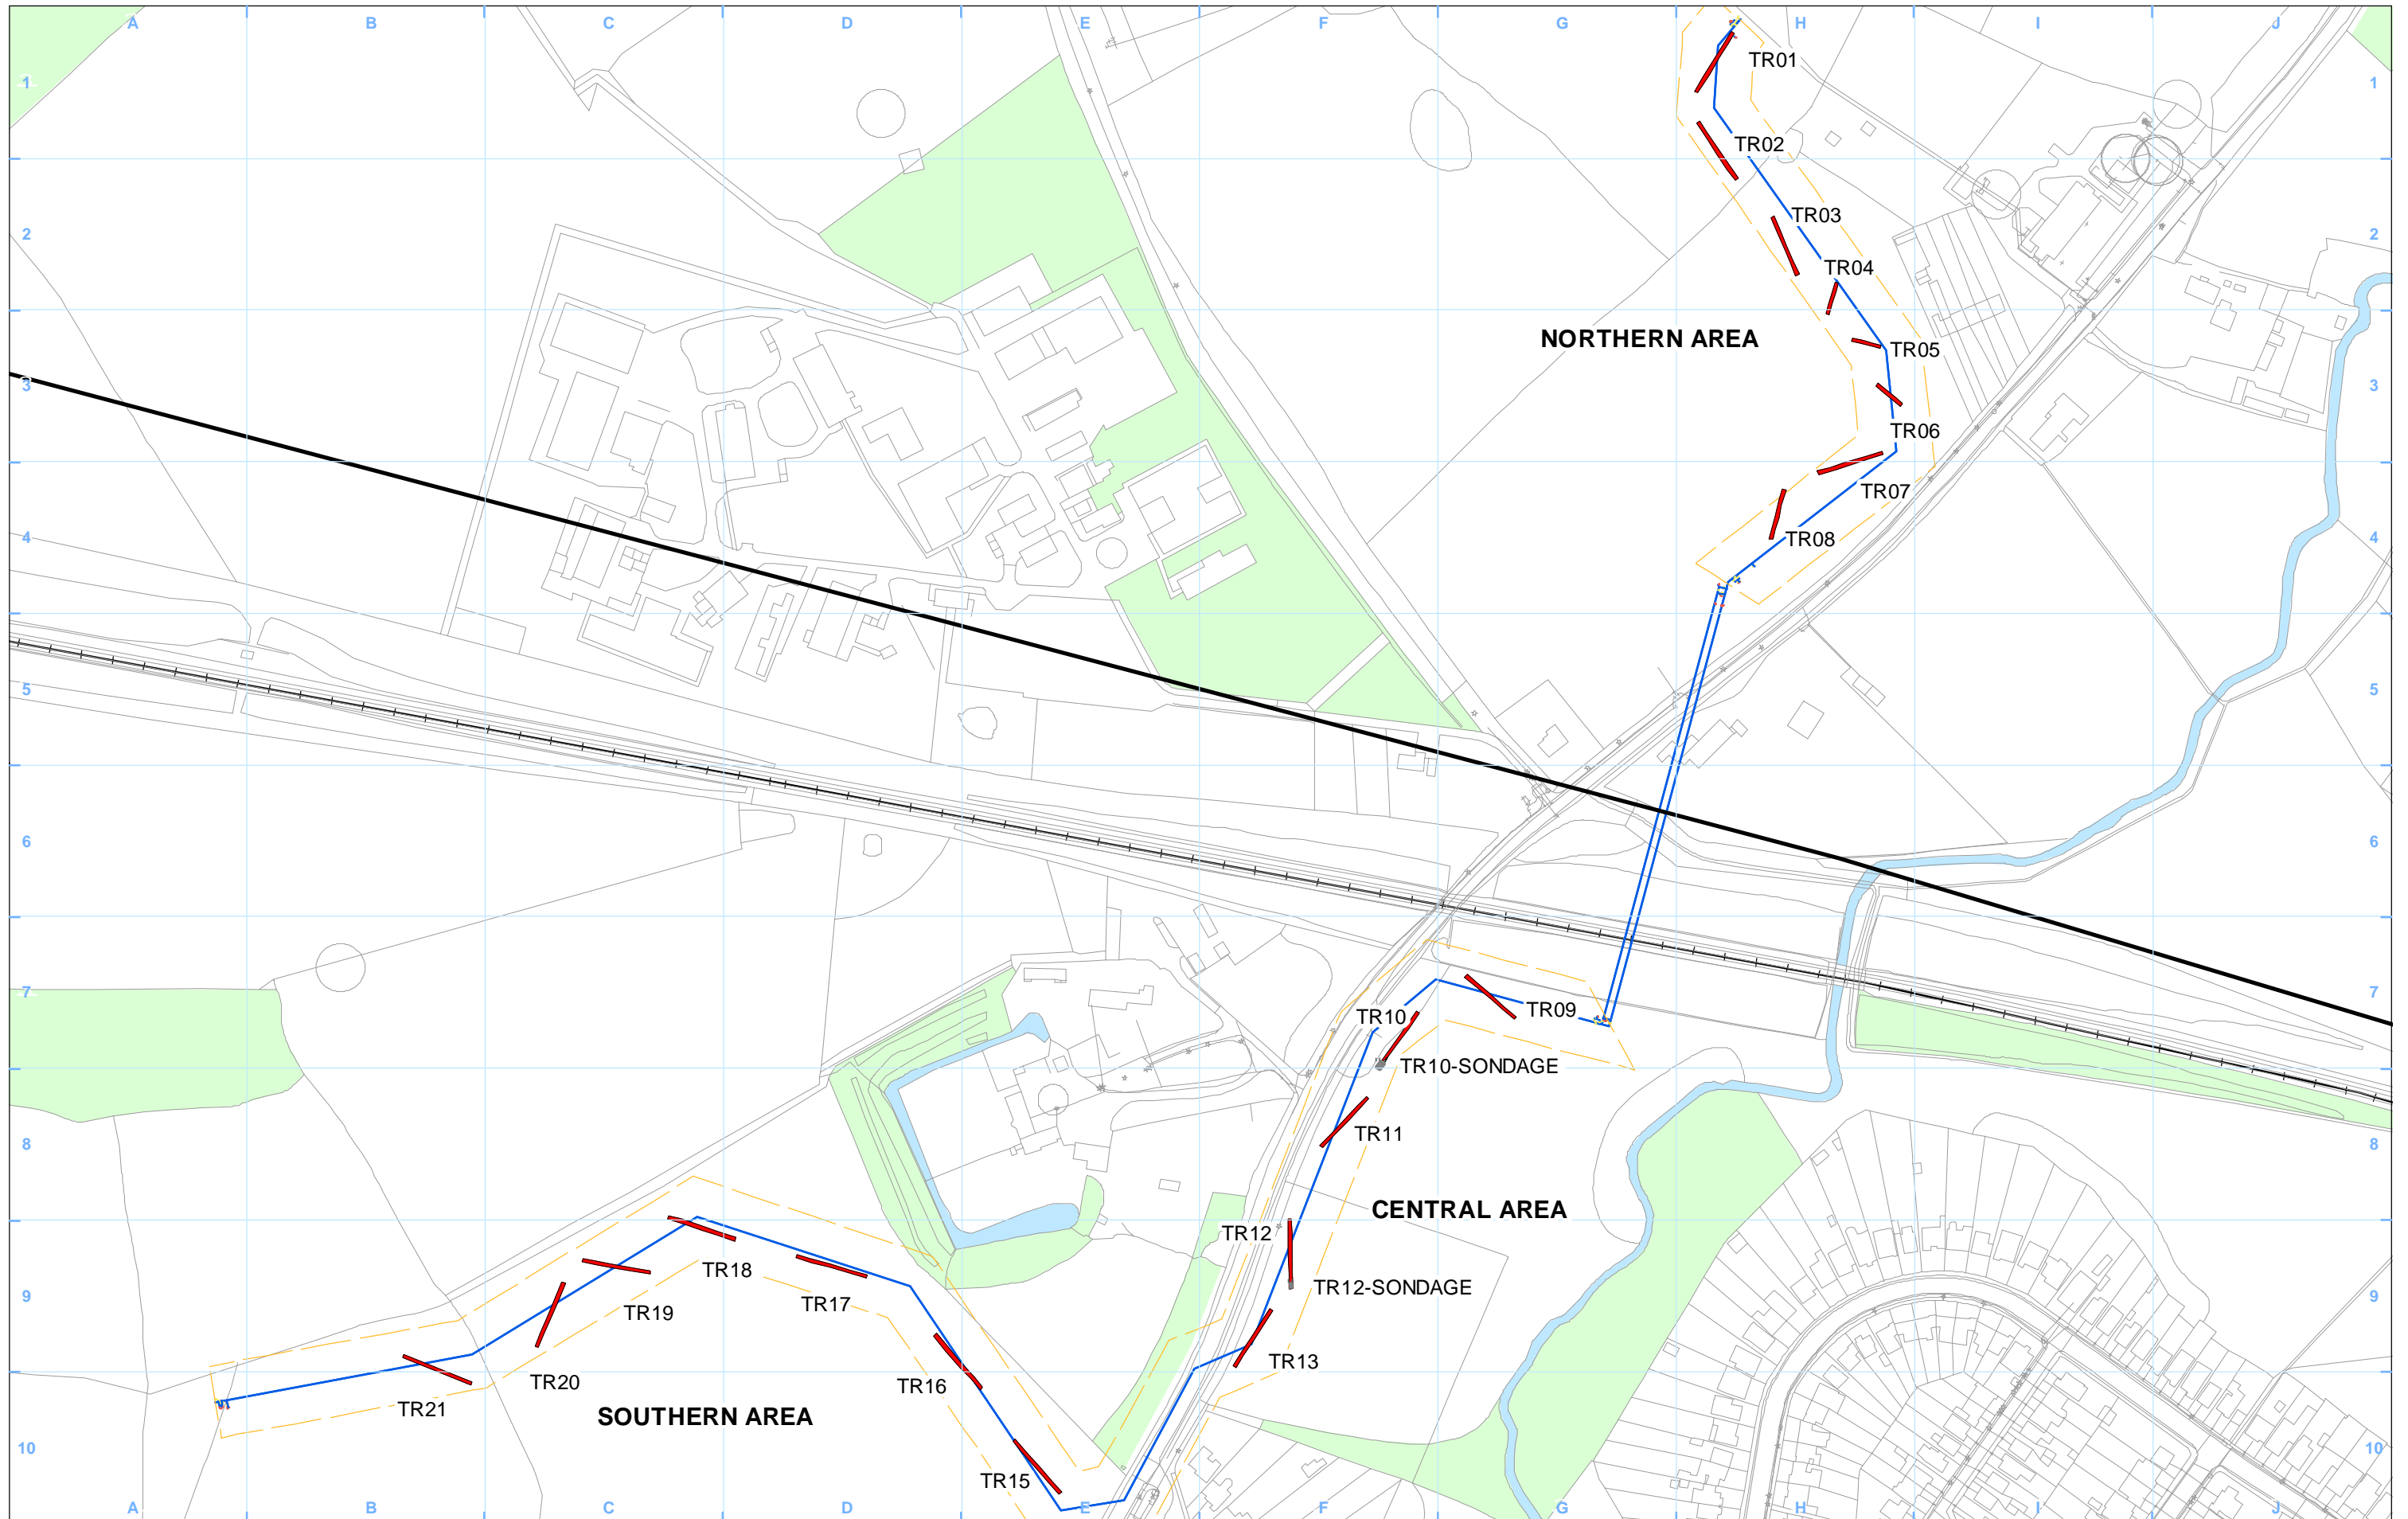 A B C D E F G H I J
TR01
1 1
TR02
TR03
2 2
TR04
NORTHERN AREA
TR05
3 3
TR06
TR07
4 4
TR08
5 5
6 6
7 7
TR09
TR10
TR10-SONDAGE
TR11
8 8
CENTRAL AREA
TR12
TR18
TR12-SONDAGE
9 9
TR17
TR19
TR13
TR20
TR16
TR21
SOUTHERN AREA
10 10
TR15
A B C D E F G H I J